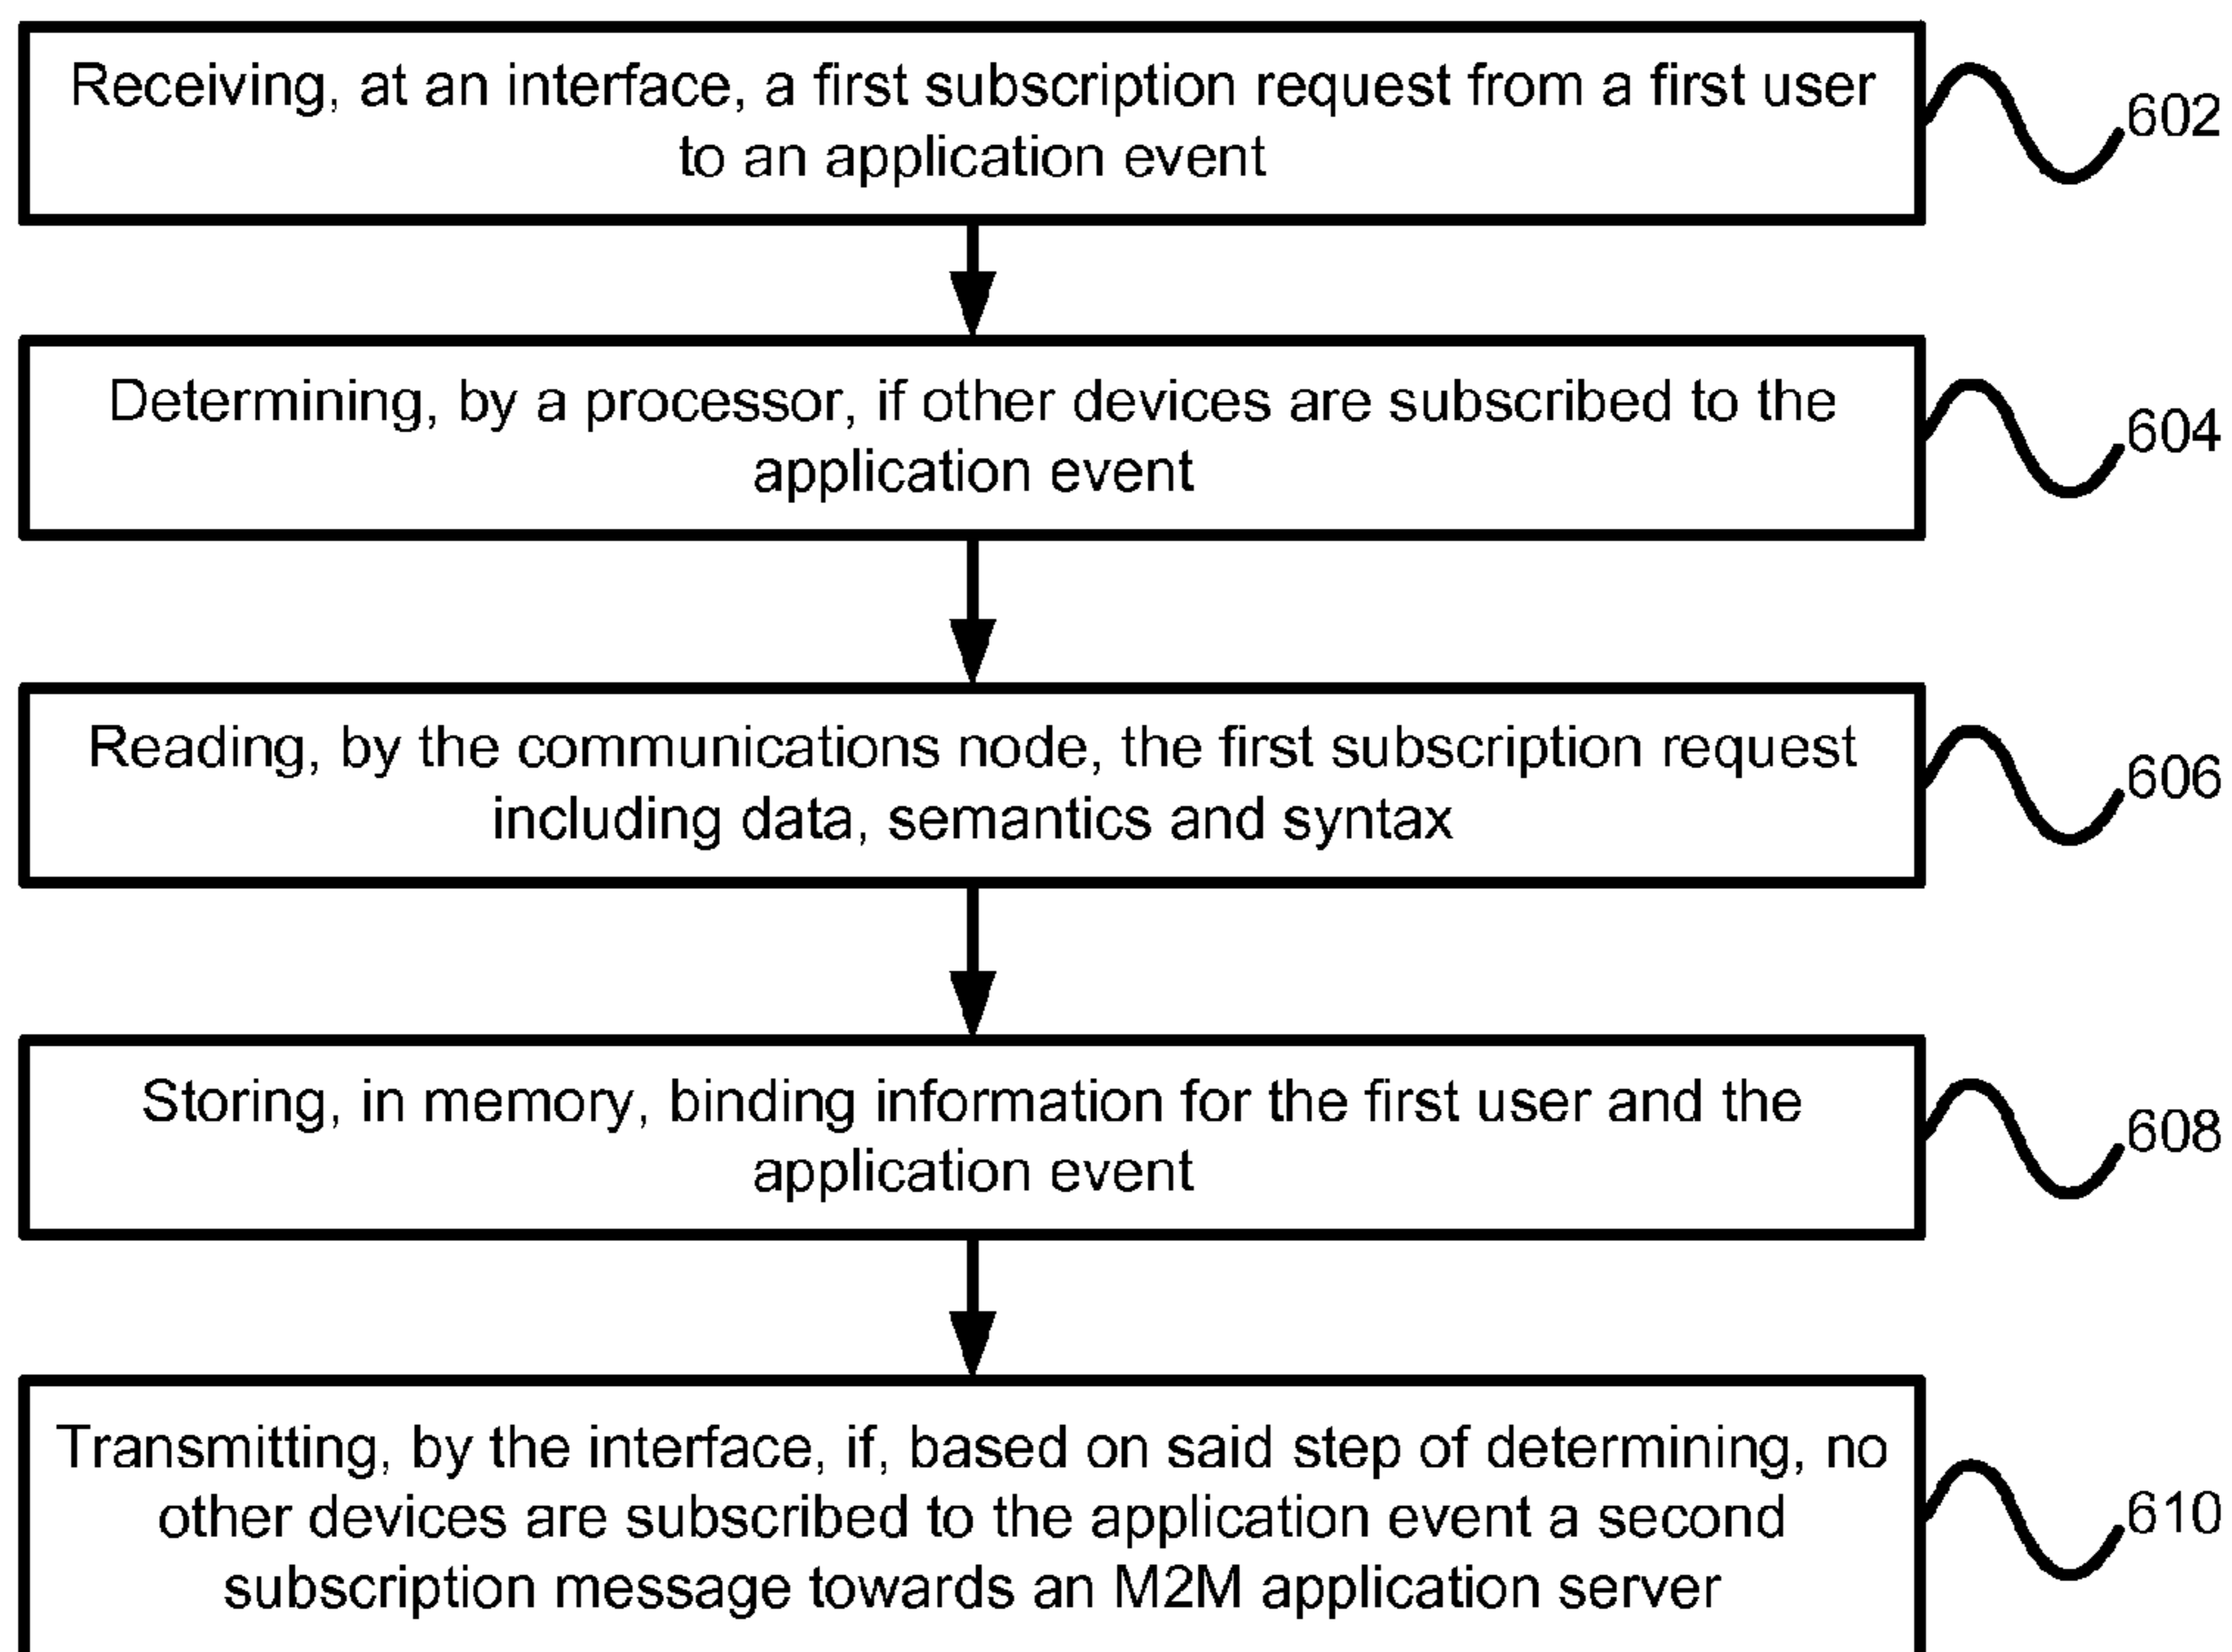 Receiving, at an interface, a first subscription request from a first user
to an application event
602
Determining, by a processor, if other devices are subscribed to the
application event
604
Reading, by the communications node, the first subscription request
including data, semantics and syntax
606
Storing, in memory, binding information for the first user and the
application event
608
Transmitting, by the interface, if, based on said step of determining, no
other devices are subscribed to the application event a second
subscription message towards an M2M application server
610